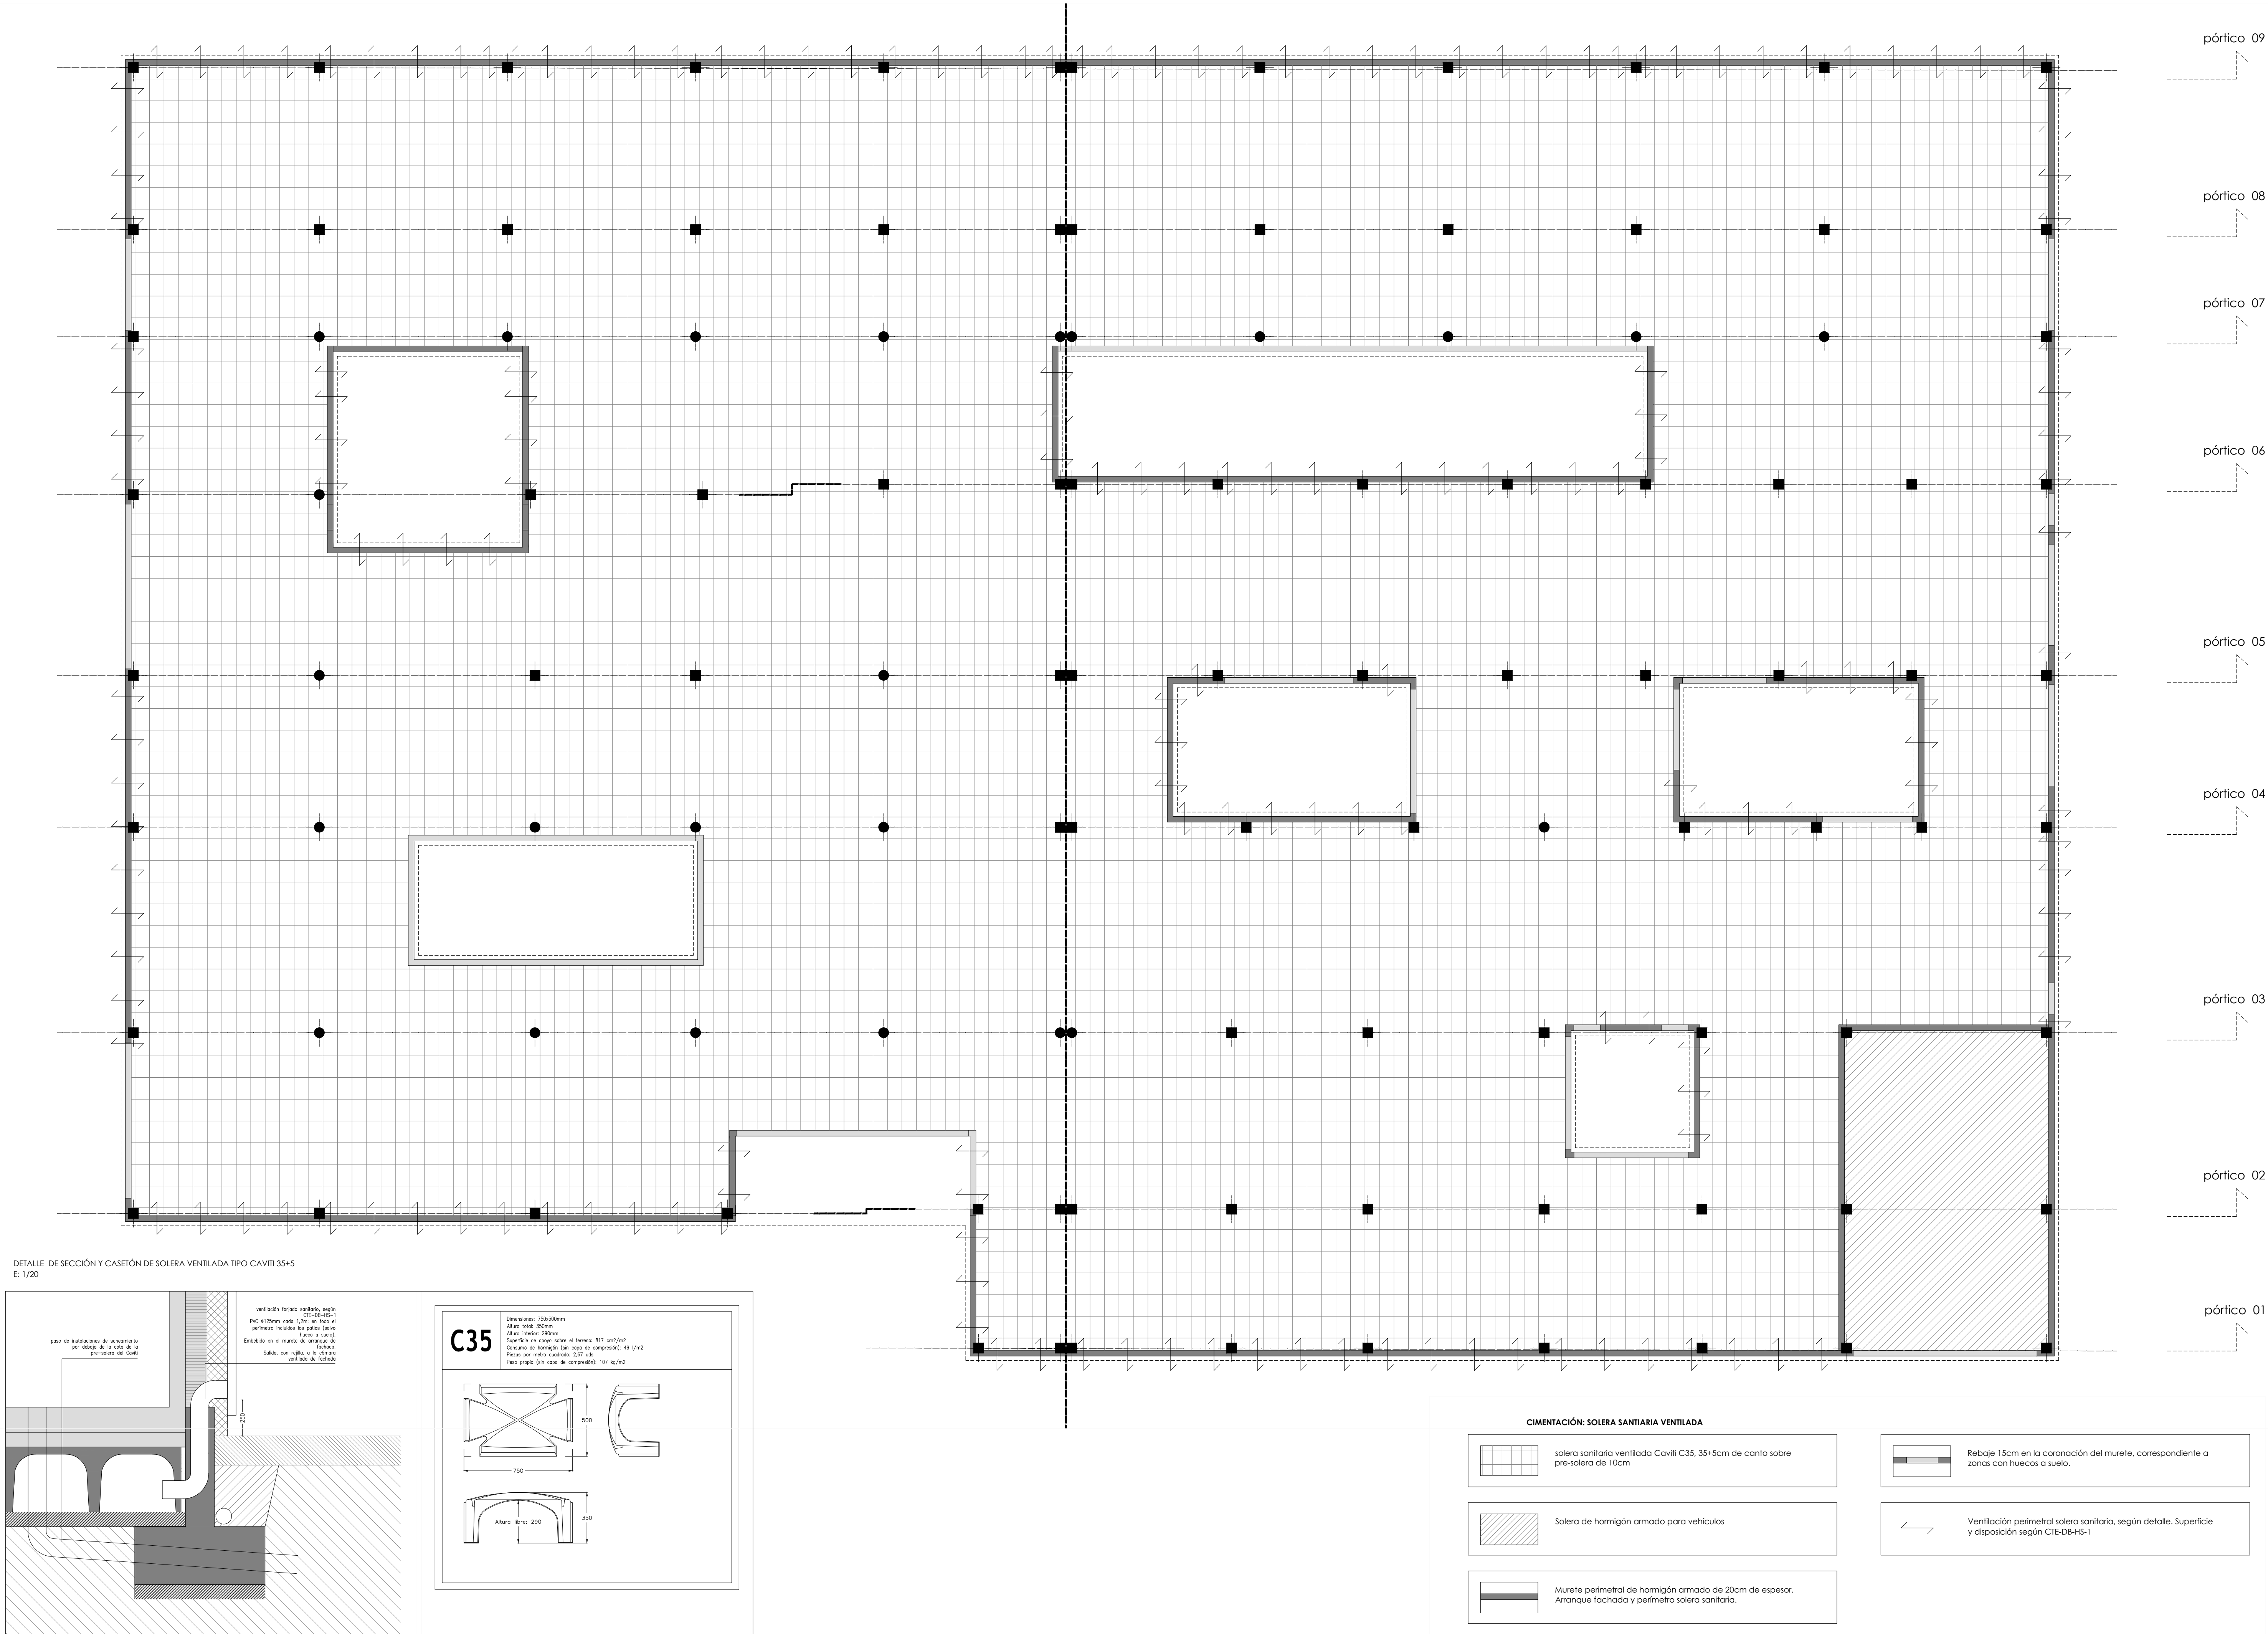 pórtico 09
pórtico 08
pórtico 07
pórtico 06
pórtico 05
pórtico 04
pórtico 03
pórtico 02
pórtico 01
DETALLE DE SECCIÓN Y CASETÓN DE SOLERA VENTILADA TIPO CAVITI 35+5
E: 1/20
paso de instalaciones de saneamiento
por debajo de la cota de la
pre-solera del Caviti
ventilación forjado sanitario, según
CTE-DB-HS-1
PVC #125mm cada 1,2m; en todo el
perímetro incluidos los patios (salvo
hueco a suelo).
Embebido en el murete de arranque de
fachada.
Salida, con rejilla, a la cámara
ventilada de fachada
250
C35
Dimensiones: 750x500mm
Altura total: 350mm
Altura interior: 290mm
Superficie de apoyo sobre el terreno: 817 cm2/m2
Consumo de hormigón (sin capa de compresión): 49 l/m2
Piezas por metro cuadrado: 2,67 uds
Peso propio (sin capa de compresión): 107 kg/m2
500
750
Altura libre: 290
350
CIMENTACIÓN: SOLERA SANTIARIA VENTILADA
solera sanitaria ventilada Caviti C35, 35+5cm de canto sobre
pre-solera de 10cm
Solera de hormigón armado para vehículos
Murete perimetral de hormigón armado de 20cm de espesor.
Arranque fachada y perímetro solera sanitaria.
Rebaje 15cm en la coronación del murete, correspondiente a
zonas con huecos a suelo.
Ventilación perimetral solera sanitaria, según detalle. Superficie
y disposición según CTE-DB-HS-1